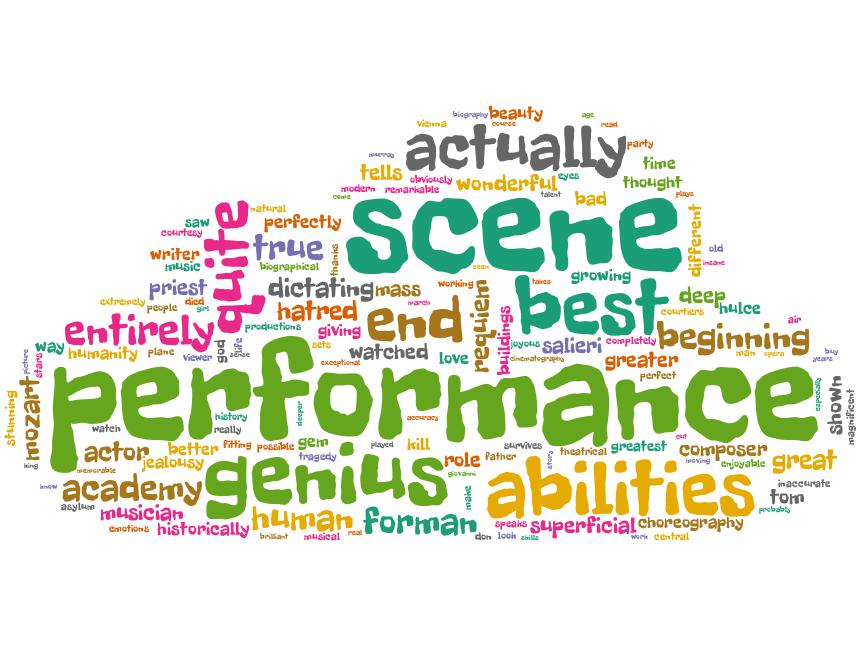 biography
beauty
age
vienna
course
read
actually
party
murray
time
tells
obviously
wonderful
eyes
thought
modern
remarkable
talent
plays
come
bad
scene
quite
natural
saw
courtesy
perfectly
different
old
writer
true
thanks
music
biographical
seen
insane
growing
priest
dictating
mass
working
takes
best
deep
extremely
people
died
girl
hatred
march
requiem
courtiers
hulce
entirely
productions
giving
end
buildings
air
way
god
life
sense
sets
joyous
salieri
completely
beginning
humanity
plane
viewer
watched
love
cinematography
greater
man
opera
buy
years
picture
stars
exceptional
perfect
performance
stunning
mozart
especially
shown
magnificent
history
deeper
accuracy
watch
really
cut
king
actor
better
fitting
possible
gem
played
kill
survives
theatrical
greatest
composer
memorable
jealousy
tragedy
role
father
story
moving
enjoyable
great
know
academy
genius
giovanni
abilities
inaccurate
make
tom
asylum
musician
human
forman
probably
emotions
historically
speaks
superficial
choreography
brilliant
musical
real
don
look
skills
work
central